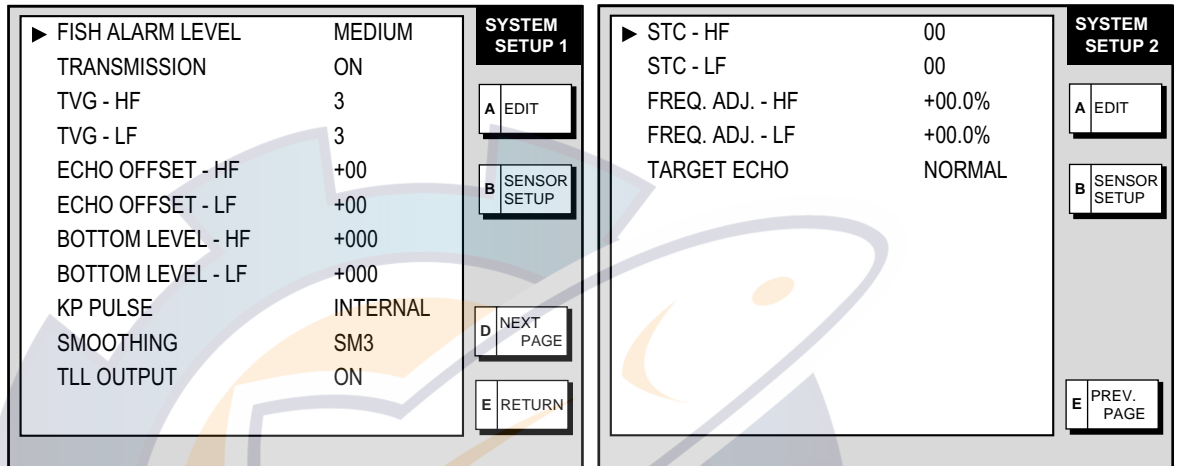 FISH ALARM LEVEL MEDIUM
TRANSMISSION ON
TVG - HF 3
TVG - LF 3
ECHO OFFSET - HF +00
ECHO OFFSET - LF +00
BOTTOM LEVEL - HF +000
BOTTOM LEVEL - LF +000
KP PULSE INTERNAL
SMOOTHING SM3
TLL OUTPUT ON
SYSTEM
SETUP 1
A EDIT
B SENSOR
SETUP
D NEXT
PAGE
E RETURN
STC - HF 00
STC - LF 00
FREQ. ADJ. - HF +00.0%
FREQ. ADJ. - LF +00.0%
TARGET ECHO NORMAL
SYSTEM
SETUP 2
A EDIT
B SENSOR
SETUP
E PREV.
PAGE